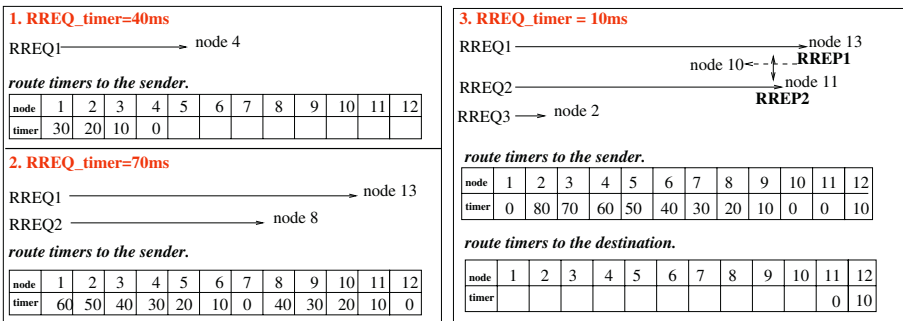 1. RREQ_timer=40ms
RREQ1 node 4
route timers to the sender.
node 1 2 3 4 5 6 7 8 9 10 11 12
timer 30 20 10 0
2. RREQ_timer=70ms
RREQ1 node 13
RREQ2 node 8
route timers to the sender.
node 1 2 3 4 5 6 7 8 9 10 11 12
timer 60 50 40 30 20 10 0 40 30 20 10 0
3. RREQ_timer = 10ms
RREQ1 node 13
node 10 RREP1
RREQ2 node 11
RREP2
RREQ3 node 2
route timers to the sender.
node 1 2 3 4 5 6 7 8 9 10 11 12
timer 0 80 70 60 50 40 30 20 10 0 0 10
route timers to the destination.
node 1 2 3 4 5 6 7 8 9 10 11 12
timer 0 10